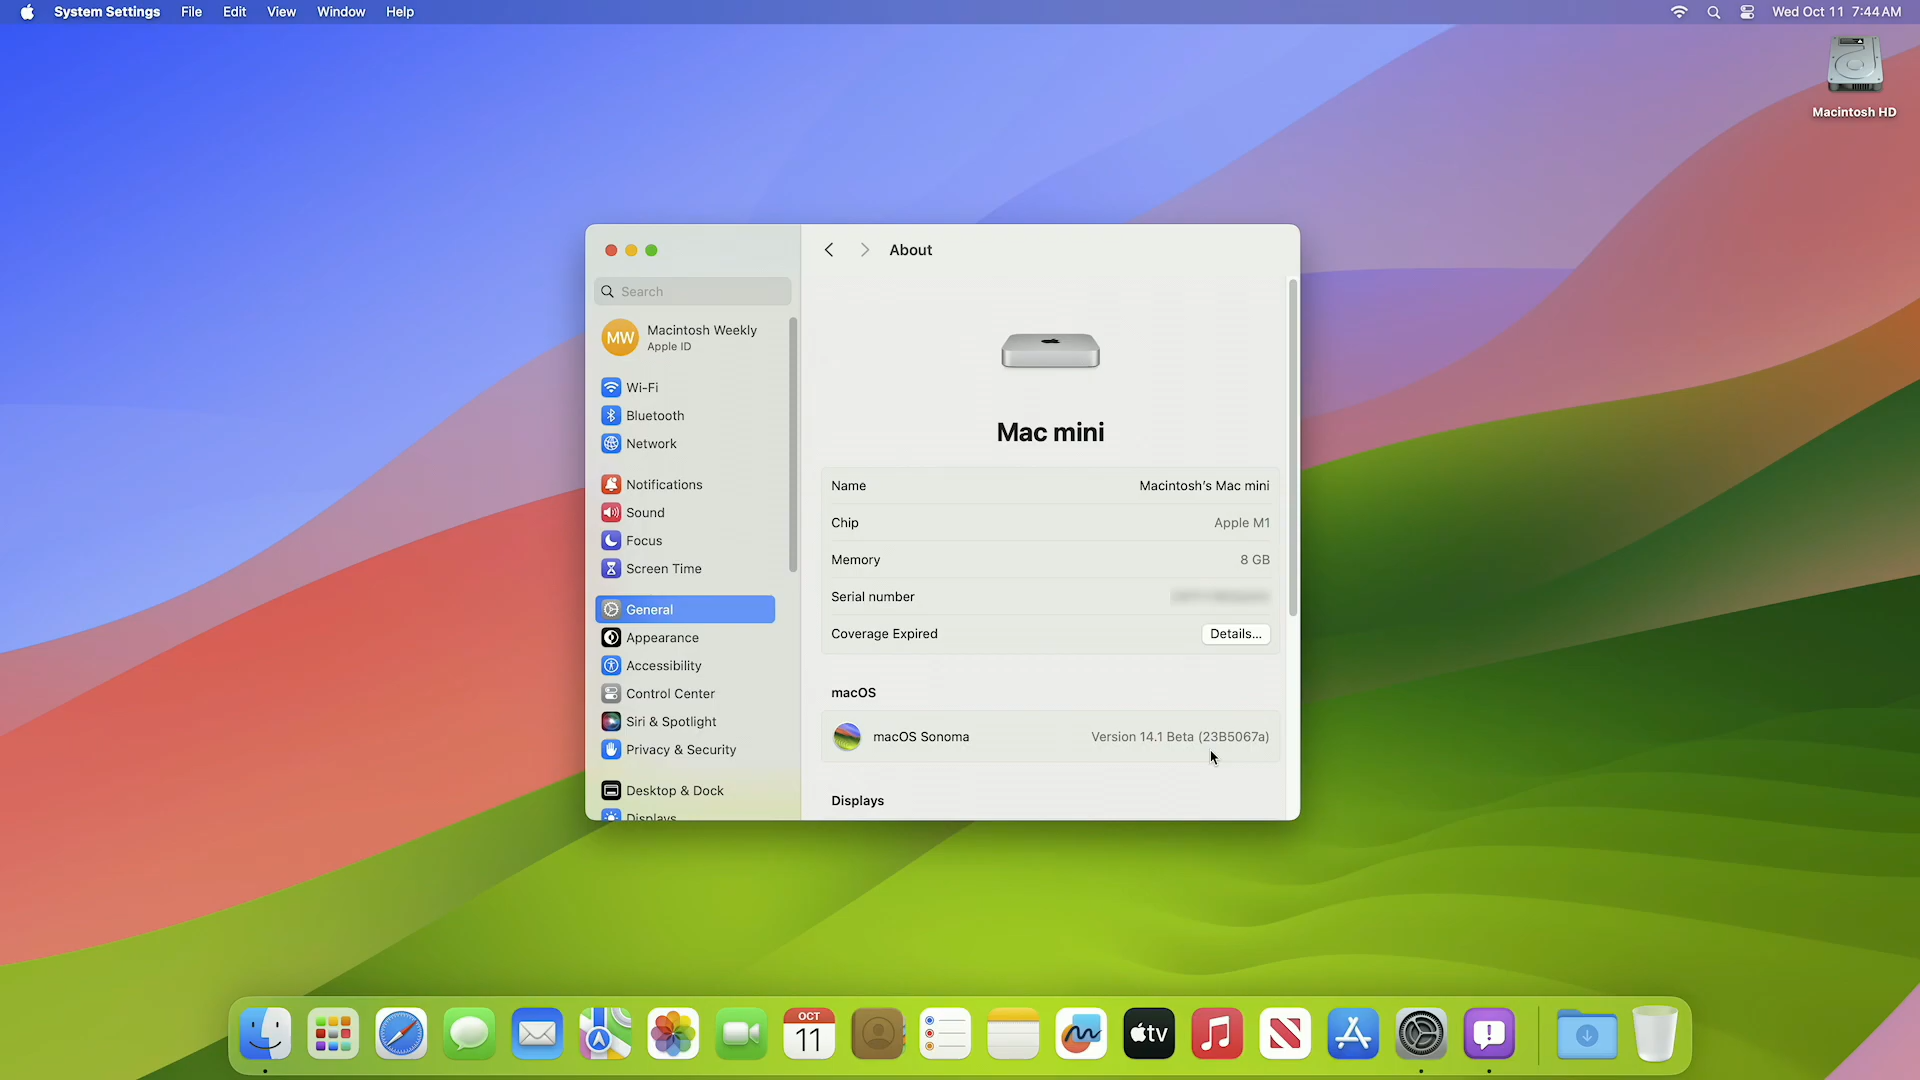 System Settings File Edit View Window Help
Wed Oct 11 7:44 AM
Macintosh HD
About
Search
MW
Macintosh Weekly
Apple ID
Wi-Fi
Bluetooth
Network
Notifications
Sound
Focus
Screen Time
General
Appearance
Accessibility
Control Center
Siri & Spotlight
Privacy & Security
Desktop & Dock
Displays
Mac mini
Name Macintosh's Mac mini
Chip Apple M1
Memory 8 GB
Serial number
Coverage Expired Details...
macOS
macOS Sonoma Version 14.1 Beta (23B5067a)
Displays
OCT
11
tv